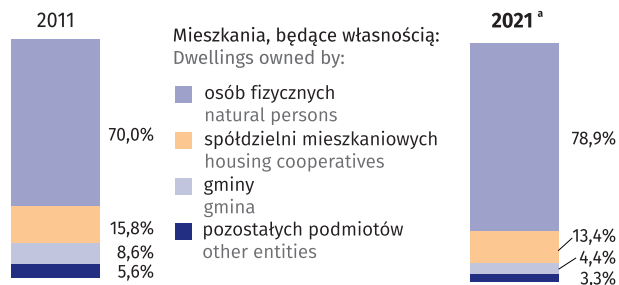 2011
70,0%
15,8%
8,6%
5,6%
Mieszkania, będące własnością:
Dwellings owned by:
osób fizycznych
natural persons
spółdzielni mieszkaniowych
housing cooperatives
gminy
gmina
pozostałych podmiotów
other entities
2021 a
78,9%
13,4%
4,4%
3,3%